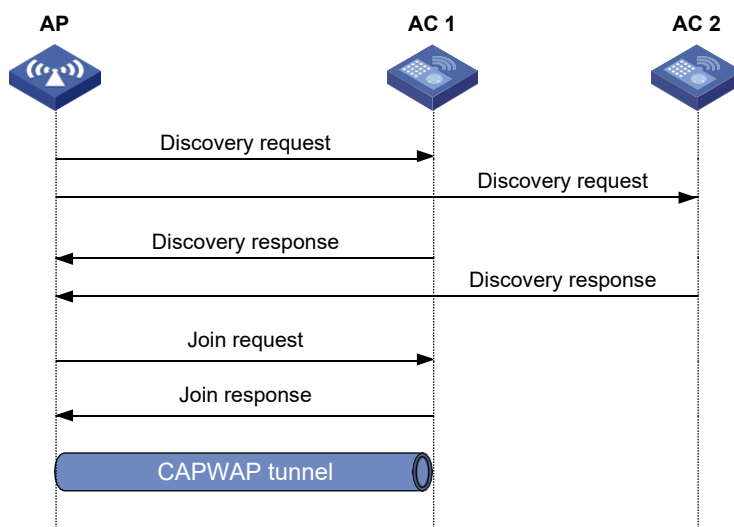 AP
AC 1
AC 2
Discovery request
Discovery request
Discovery response
Discovery response
Join request
Join response
CAPWAP tunnel